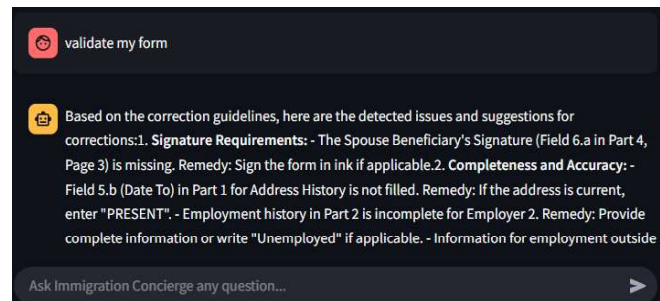 validate my form
Based on the correction guidelines, here are the detected issues and suggestions for
corrections:1. Signature Requirements: - The Spouse Beneficiary's Signature (Field 6.a in Part 4,
Page 3) is missing. Remedy: Sign the form in ink if applicable.2. Completeness and Accuracy: -
Field 5.b (Date To) in Part 1 for Address History is not filled. Remedy: If the address is current,
enter "PRESENT". - Employment history in Part 2 is incomplete for Employer 2. Remedy: Provide
complete information or write "Unemployed" if applicable. - Information for employment outside
Ask Immigration Concierge any question...